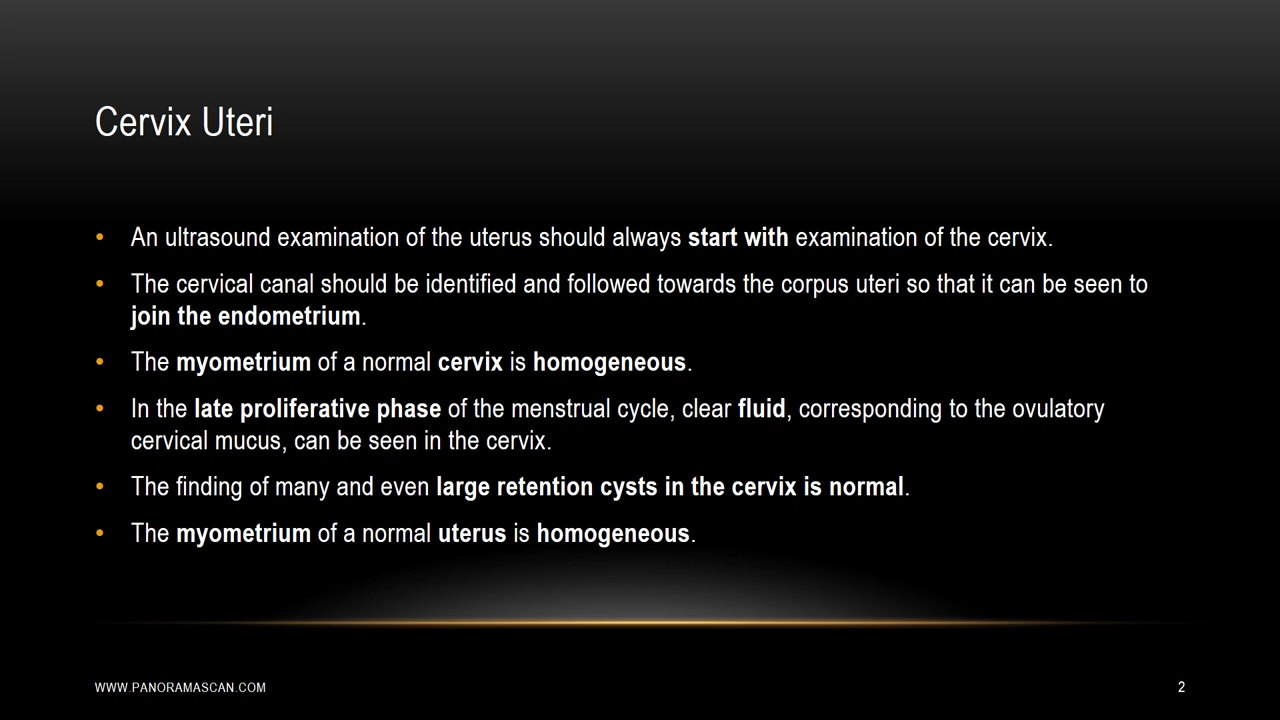 Cervix Uteri
• An ultrasound examination of the uterus should always start with examination of the cervix.
• The cervical canal should be identified and followed towards the corpus uteri so that it can be seen to
join the endometrium.
• The myometrium of a normal cervix is homogeneous.
• In the late proliferative phase of the menstrual cycle, clear fluid, corresponding to the ovulatory
cervical mucus, can be seen in the cervix.
• The finding of many and even large retention cysts in the cervix is normal.
• The myometrium of a normal uterus is homogeneous.
WWW.PANORAMASCAN.COM
2